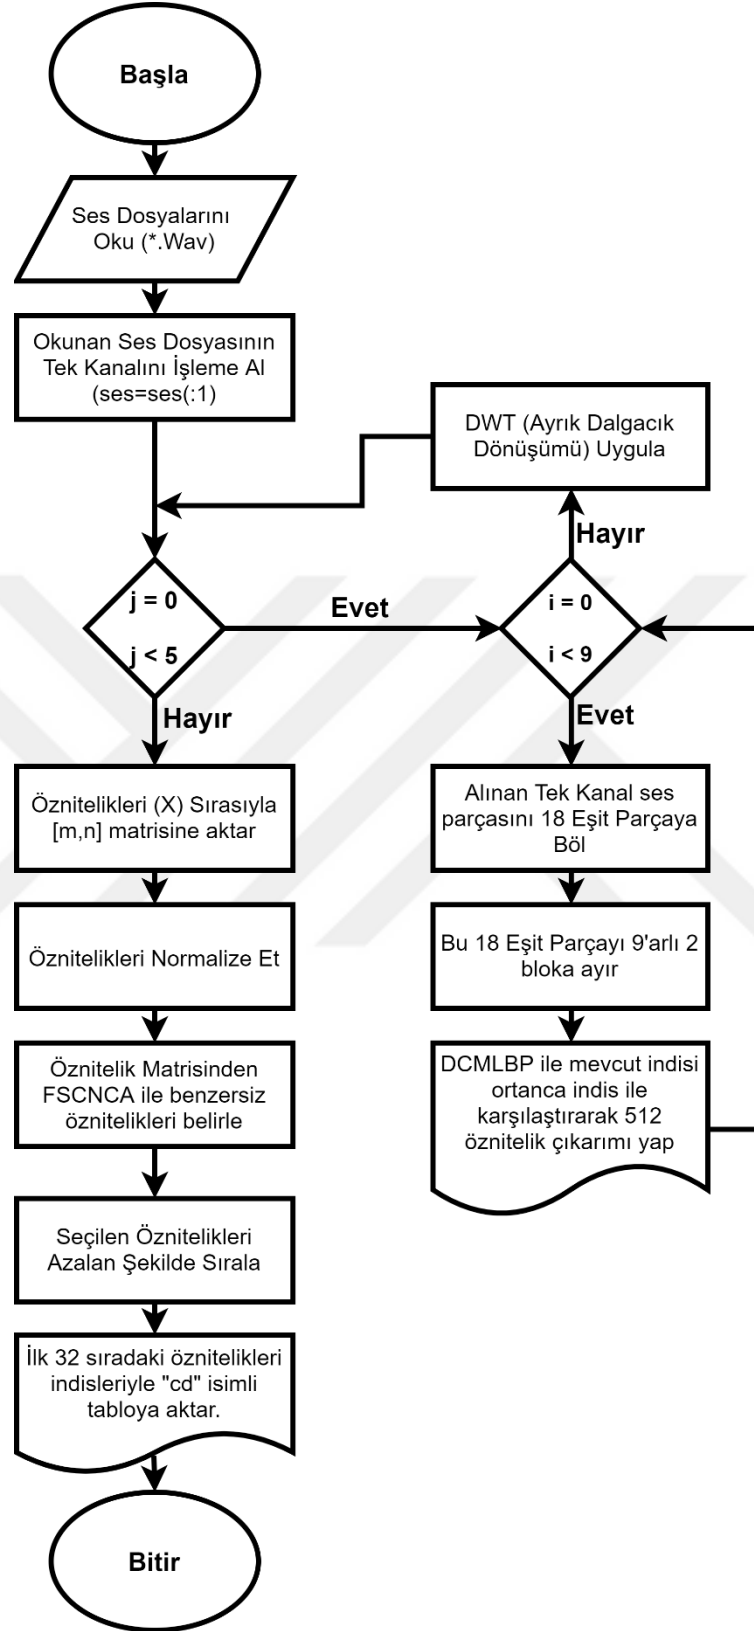 Başla
Ses Dosyalarını
Oku (*.Wav)
Okunan Ses Dosyasının
Tek Kanalını İşleme Al
(ses=ses(:1)
DWT (Ayrık Dalgacık
Dönüşümü) Uygula
Hayır
j = 0
j < 5
Evet
i = 0
i < 9
Hayır
Evet
Öznitelikleri (X) Sırasıyla
[m,n] matrisine aktar
Alınan Tek Kanal ses
parçasını 18 Eşit Parçaya
Böl
Öznitelikleri Normalize Et
Bu 18 Eşit Parçayı 9'arlı 2
bloka ayır
Öznitelik Matrisinden
FSCNCA ile benzersiz
öznitelikleri belirle
DCMLBP ile mevcut indisi
ortanca indis ile
karşılaştırarak 512
öznitelik çıkarımı yap
Seçilen Öznitelikleri
Azalan Şekilde Sırala
İlk 32 sıradaki öznitelikleri
indisleriyle "cd" isimli
tabloya aktar.
Bitir